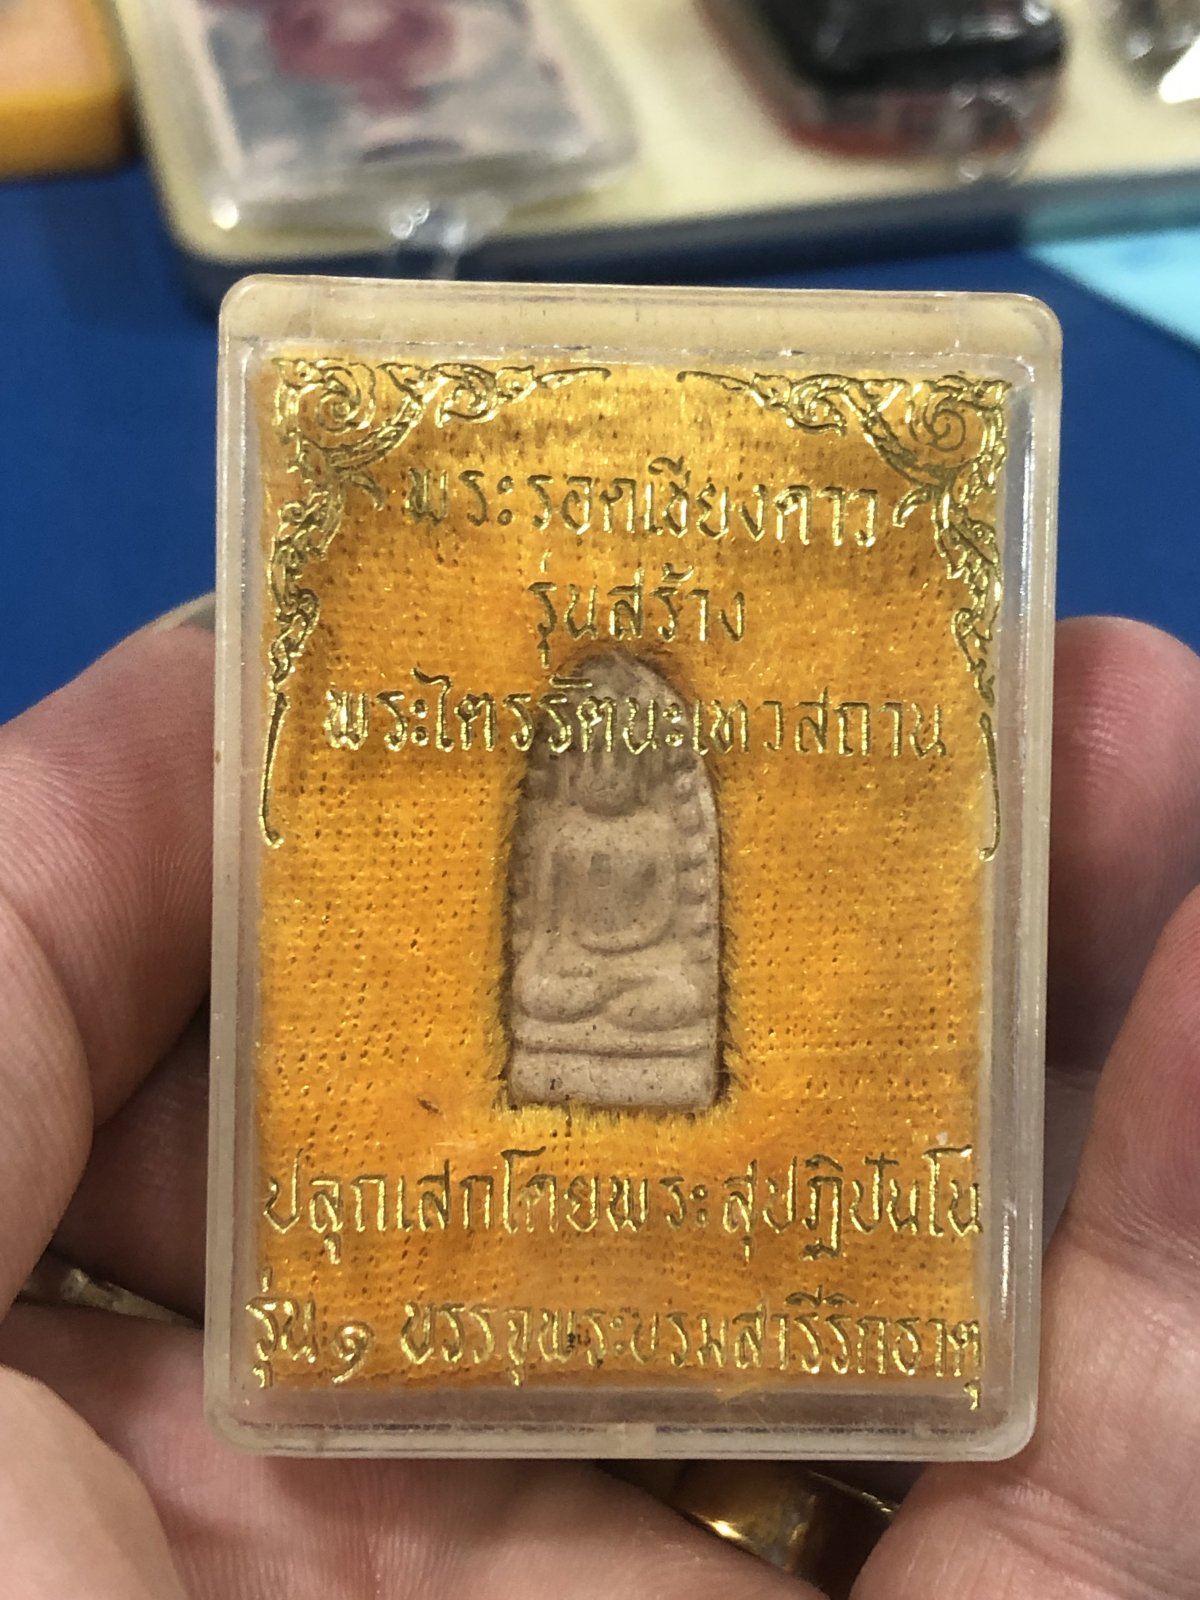 พระรอดเชียงดาว
รุ่นสร้าง
พระไตรรัตนะเทวสถาน
ปลุกเสกโดยพระสุปฏิปันโน
รุ่น ๑ บรรจุพระบรมสารีริกธาตุ